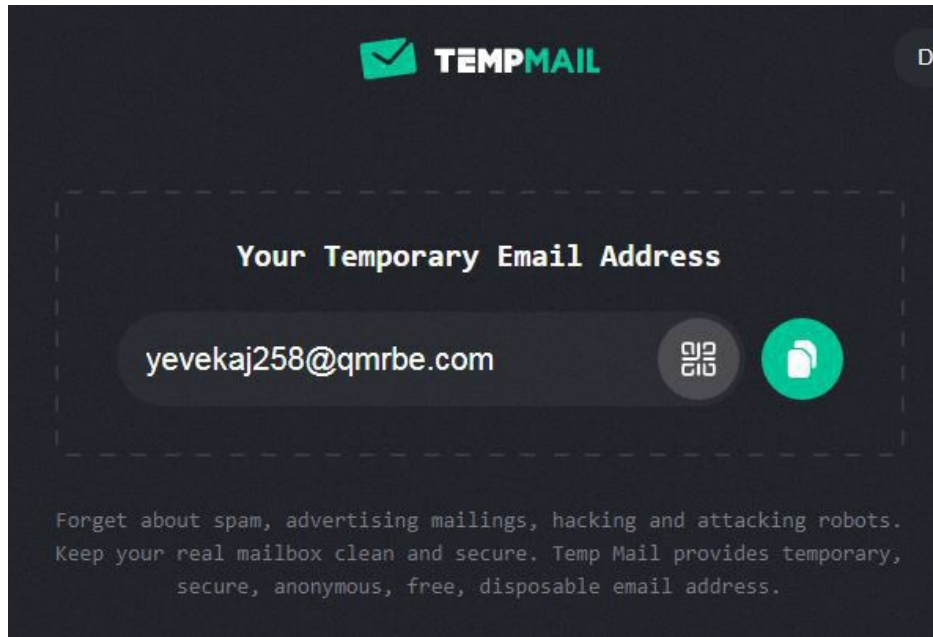 TEMPMAIL
D
Your Temporary Email Address
yevekaj258@qmrbe.com
Forget about spam, advertising mailings, hacking and attacking robots.
Keep your real mailbox clean and secure. Temp Mail provides temporary,
secure, anonymous, free, disposable email address.